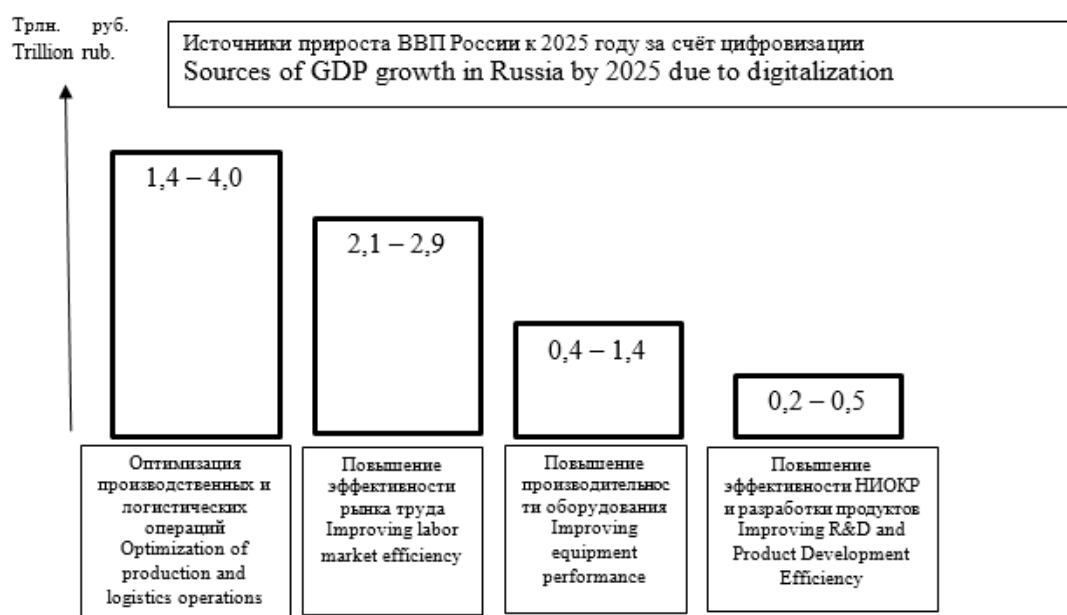 Трлн. руб.
Trillion rub.
Источники прироста ВВП России к 2025 году за счёт цифровизации
Sources of GDP growth in Russia by 2025 due to digitalization
1,4 – 4,0
2,1 – 2,9
0,4 – 1,4
0,2 – 0,5
Оптимизация
производственных и
логистических
операций
Optimization of
production and
logistics operations
Повышение
эффективности
рынка труда
Improving labor
market efficiency
Повышение
производительнос
ти оборудования
Improving
equipment
performance
Повышение
эффективности НИОКР
и разработки продуктов
Improving R&D and
Product Development
Efficiency